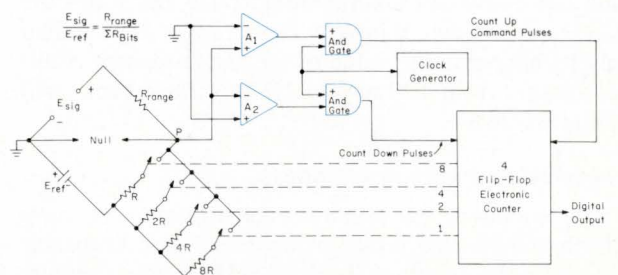 E_sig / E_ref = R_range / ΣR_Bits
- A1 +
+ And Gate
Count Up Command Pulses
Clock Generator
- A2 +
+ And Gate
+ E_sig -
R_range
Null
P
+ E_ref -
Count Down Pulses
R
2R
4R
8R
8
4
2
1
4 Flip-Flop Electronic Counter
Digital Output